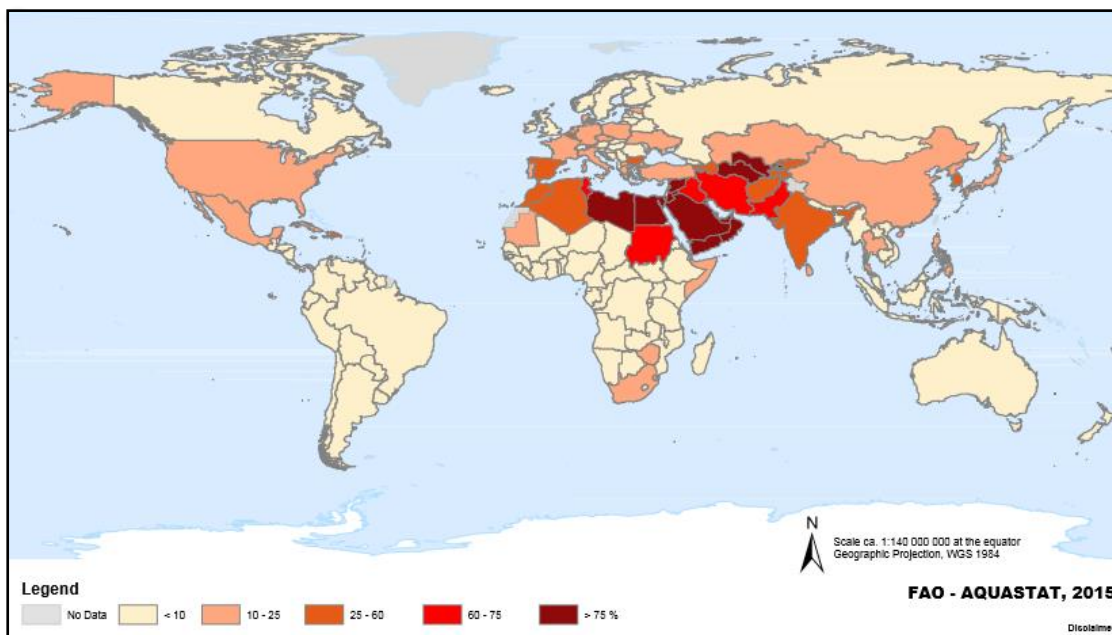 N
Scale ca. 1:140 000 000 at the equator
Geographic Projection, WGS 1984
Legend
No Data < 10 10 - 25 25 - 60 60 - 75 > 75 %
FAO - AQUASTAT, 2015
Disclaime